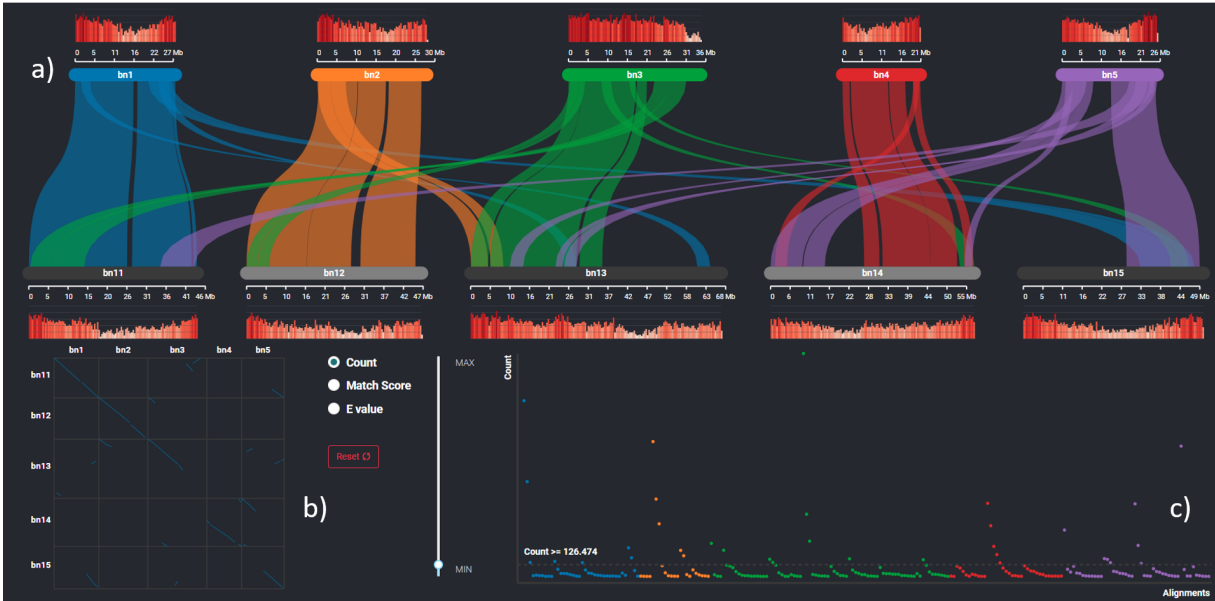 0 5 11 16 22 27 Mb
0 5 10 15 20 25 30 Mb
0 5 10 15 21 26 31 36 Mb
0 4 9 13 17 21 Mb
0 5 10 16 21 26 Mb
a)
bn1 bn2 bn3 bn4 bn5
bn11 bn12 bn13 bn14 bn15
0 5 10 15 20 26 31 36 41 46 Mb
0 5 10 16 21 26 31 37 42 47 Mb
0 5 10 16 21 26 31 37 42 47 52 58 63 68 Mb
0 6 11 17 22 28 33 39 44 50 55 Mb
0 5 11 16 22 27 33 38 44 49 Mb
bn1 bn2 bn3 bn4 bn5
bn11
bn12
bn13
bn14
bn15
b)
Count
Match Score
E value
Reset
MAX
MIN
Count
Count >= 126.474
c)
Alignments